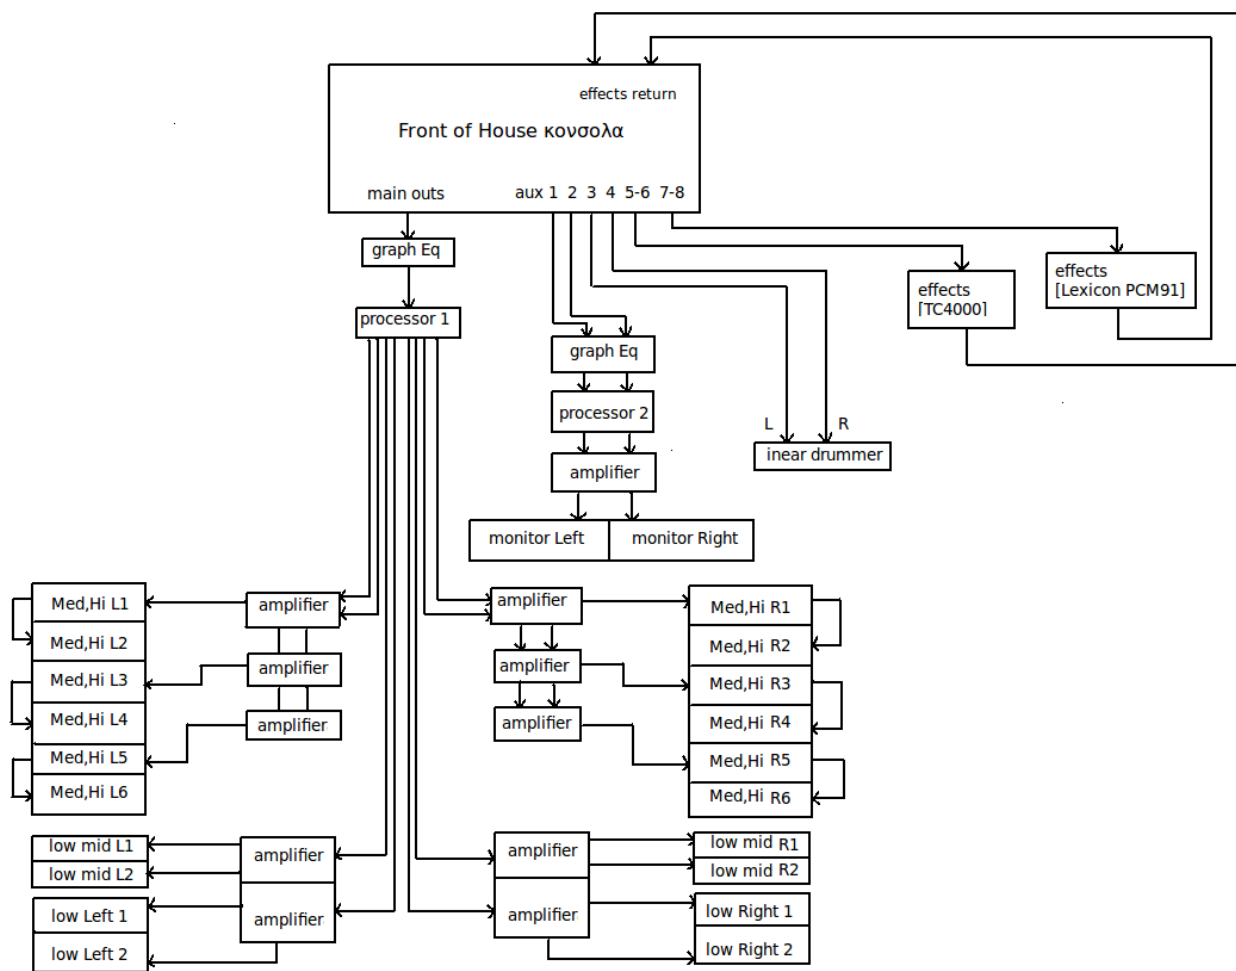 effects return
Front of House κονσολα
main outs
aux 1 2 3 4 5-6 7-8
graph Eq
processor 1
effects
[TC4000]
effects
[Lexicon PCM91]
graph Eq
processor 2
amplifier
L R
inear drummer
monitor Left
monitor Right
Med,Hi L1
Med,Hi L2
Med,Hi L3
Med,Hi L4
Med,Hi L5
Med,Hi L6
amplifier
amplifier
amplifier
amplifier
amplifier
amplifier
Med,Hi R1
Med,Hi R2
Med,Hi R3
Med,Hi R4
Med,Hi R5
Med,Hi R6
low mid L1
low mid L2
low Left 1
low Left 2
amplifier
amplifier
amplifier
amplifier
low mid R1
low mid R2
low Right 1
low Right 2